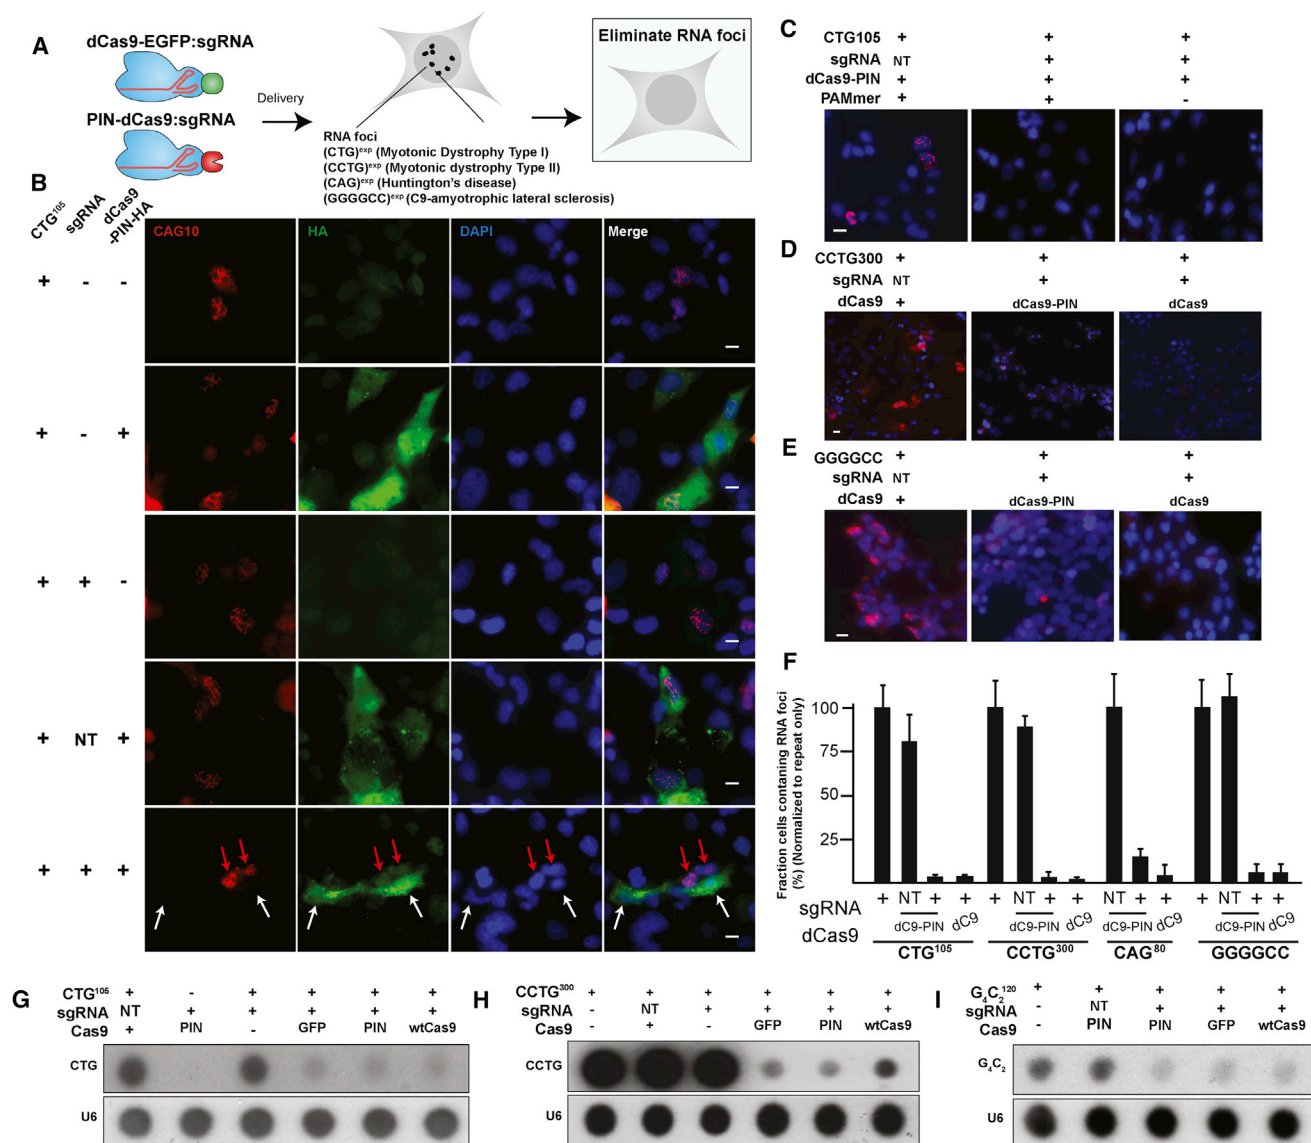 A
dCas9-EGFP:sgRNA
PIN-dCas9:sgRNA
Delivery
RNA foci
(CTG)exp (Myotonic Dystrophy Type I)
(CCTG)exp (Myotonic dystrophy Type II)
(CAG)exp (Huntington's disease)
(GGGGCC)exp (C9-amyotrophic lateral sclerosis)
Eliminate RNA foci
B
CTG105
sgRNA
dCas9
-PIN-HA
CAG10 HA DAPI Merge
+ - -
+ - +
+ + -
+ NT +
+ + +
C
CTG105 + + +
sgRNA NT + +
dCas9-PIN + + +
PAMmer + + -
D
CCTG300 + + +
sgRNA NT + +
dCas9 + dCas9-PIN dCas9
E
GGGGCC + + +
sgRNA NT + +
dCas9 + dCas9-PIN dCas9
F
Fraction cells contaning RNA foci
(%) (Normalized to repeat only)
100
75
50
25
sgRNA + NT + + + NT + + + + + + NT + +
dCas9 dC9-PIN dC9 dC9-PIN dC9 dC9-PIN dC9 dC9-PIN dC9
CTG105 CCTG300 CAG80 GGGGCC
G
CTG105 + - + + + +
sgRNA NT + + + + +
Cas9 + PIN - GFP PIN wtCas9
CTG
U6
H
CCTG300 + + + + + +
sgRNA - NT + + + +
Cas9 - + - GFP PIN wtCas9
CCTG
U6
I
G4C2120 + + + + +
sgRNA - NT + + +
Cas9 - PIN PIN GFP wtCas9
G4C2
U6